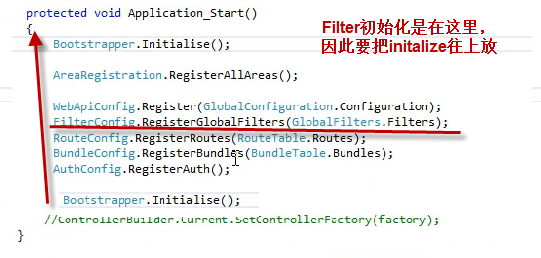 protected void Application_Start()
{
Filter初始化是在这里，
因此要把initalize往上放
Bootstrapper.Initialise();
AreaRegistration.RegisterAllAreas();
WebApiConfig.Register(GlobalConfiguration.Configuration);
FilterConfig.RegisterGlobalFilters(GlobalFilters.Filters);
RouteConfig.RegisterRoutes(RouteTable.Routes);
BundleConfig.RegisterBundles(BundleTable.Bundles);
AuthConfig.RegisterAuth();
Bootstrapper.Initialise();
//ControllerBuilder.Current.SetControllerFactory(factory);
}